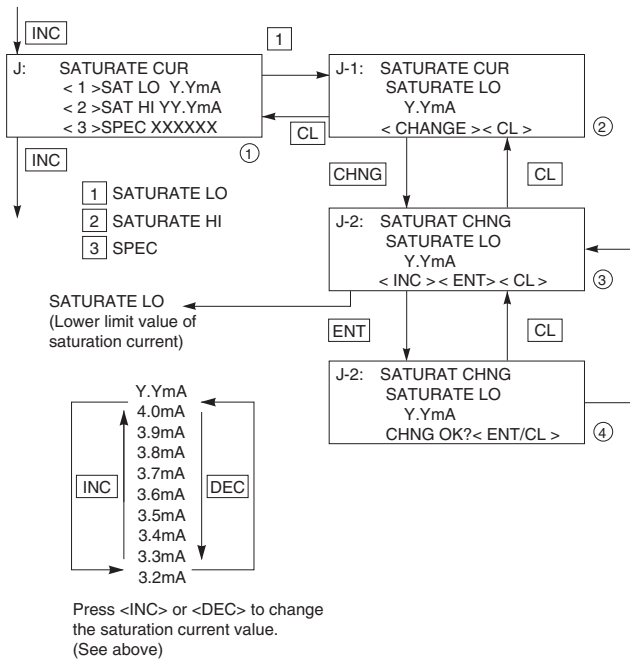 INC
J: SATURATE CUR
< 1 >SAT LO Y.YmA
< 2 >SAT HI YY.YmA
< 3 >SPEC XXXXXX
1
INC
1
CL
J-1: SATURATE CUR
SATURATE LO
Y.YmA
< CHANGE >< CL >
2
CHNG
CL
1 SATURATE LO
2 SATURATE HI
3 SPEC
J-2: SATURAT CHNG
SATURATE LO
Y.YmA
< INC >< ENT>< CL >
3
SATURATE LO
(Lower limit value of
saturation current)
ENT
CL
J-2: SATURAT CHNG
SATURATE LO
Y.YmA
CHNG OK?< ENT/CL >
4
Y.YmA
4.0mA
3.9mA
3.8mA
3.7mA
3.6mA
3.5mA
3.4mA
3.3mA
3.2mA
INC
DEC
Press <INC> or <DEC> to change
the saturation current value.
(See above)